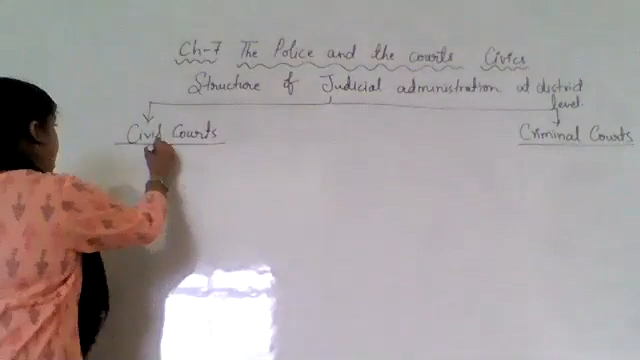 Ch-7 The Police and the courts Civics
Structure of Judicial administration at district
level
Civil Courts
Criminal Courts